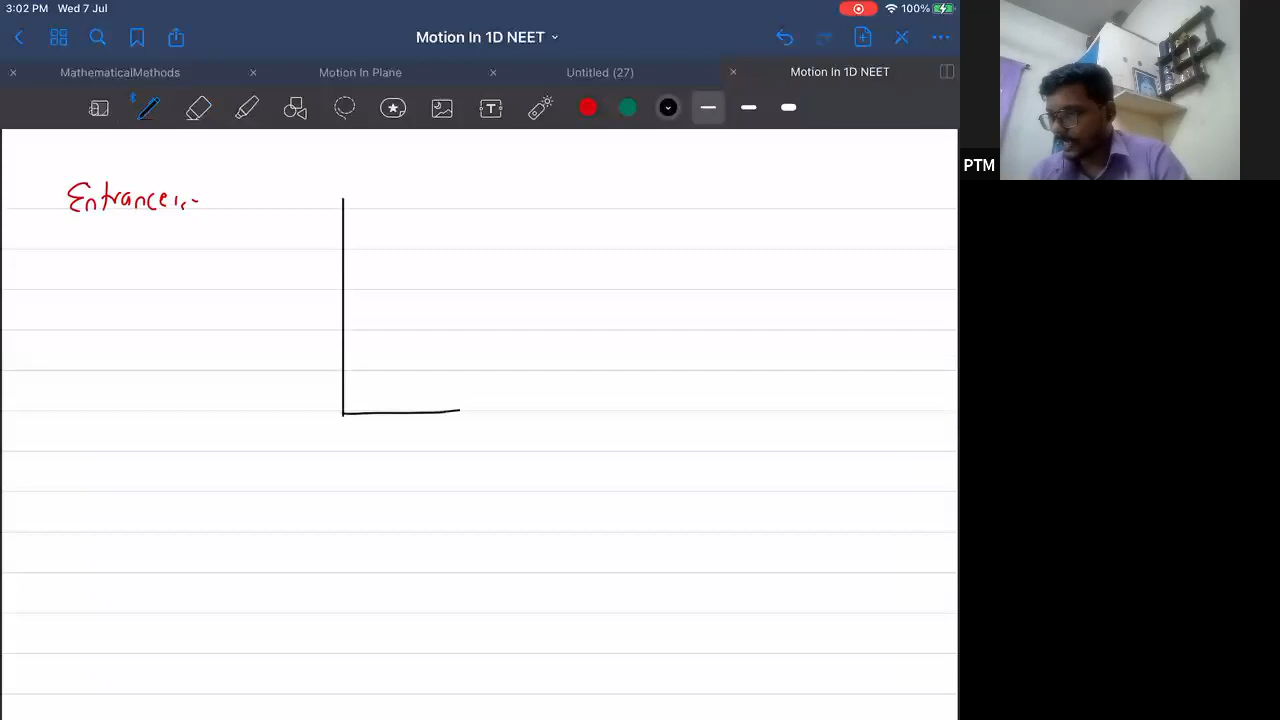 3:02 PM Wed 7 Jul
100%
Motion In 1D NEET
MathematicalMethods
Motion In Plane
Untitled (27)
Motion In 1D NEET
T
PTM
Entrance:-